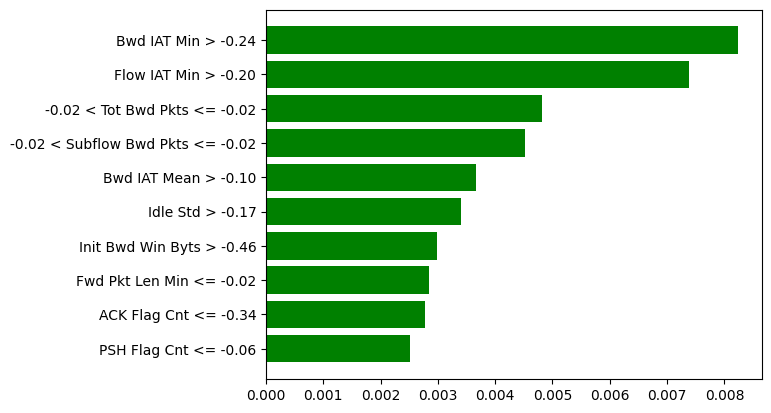 Bwd IAT Min > -0.24
Flow IAT Min > -0.20
-0.02 < Tot Bwd Pkts <= -0.02
-0.02 < Subflow Bwd Pkts <= -0.02
Bwd IAT Mean > -0.10
Idle Std > -0.17
Init Bwd Win Byts > -0.46
Fwd Pkt Len Min <= -0.02
ACK Flag Cnt <= -0.34
PSH Flag Cnt <= -0.06
0.000 0.001 0.002 0.003 0.004 0.005 0.006 0.007 0.008